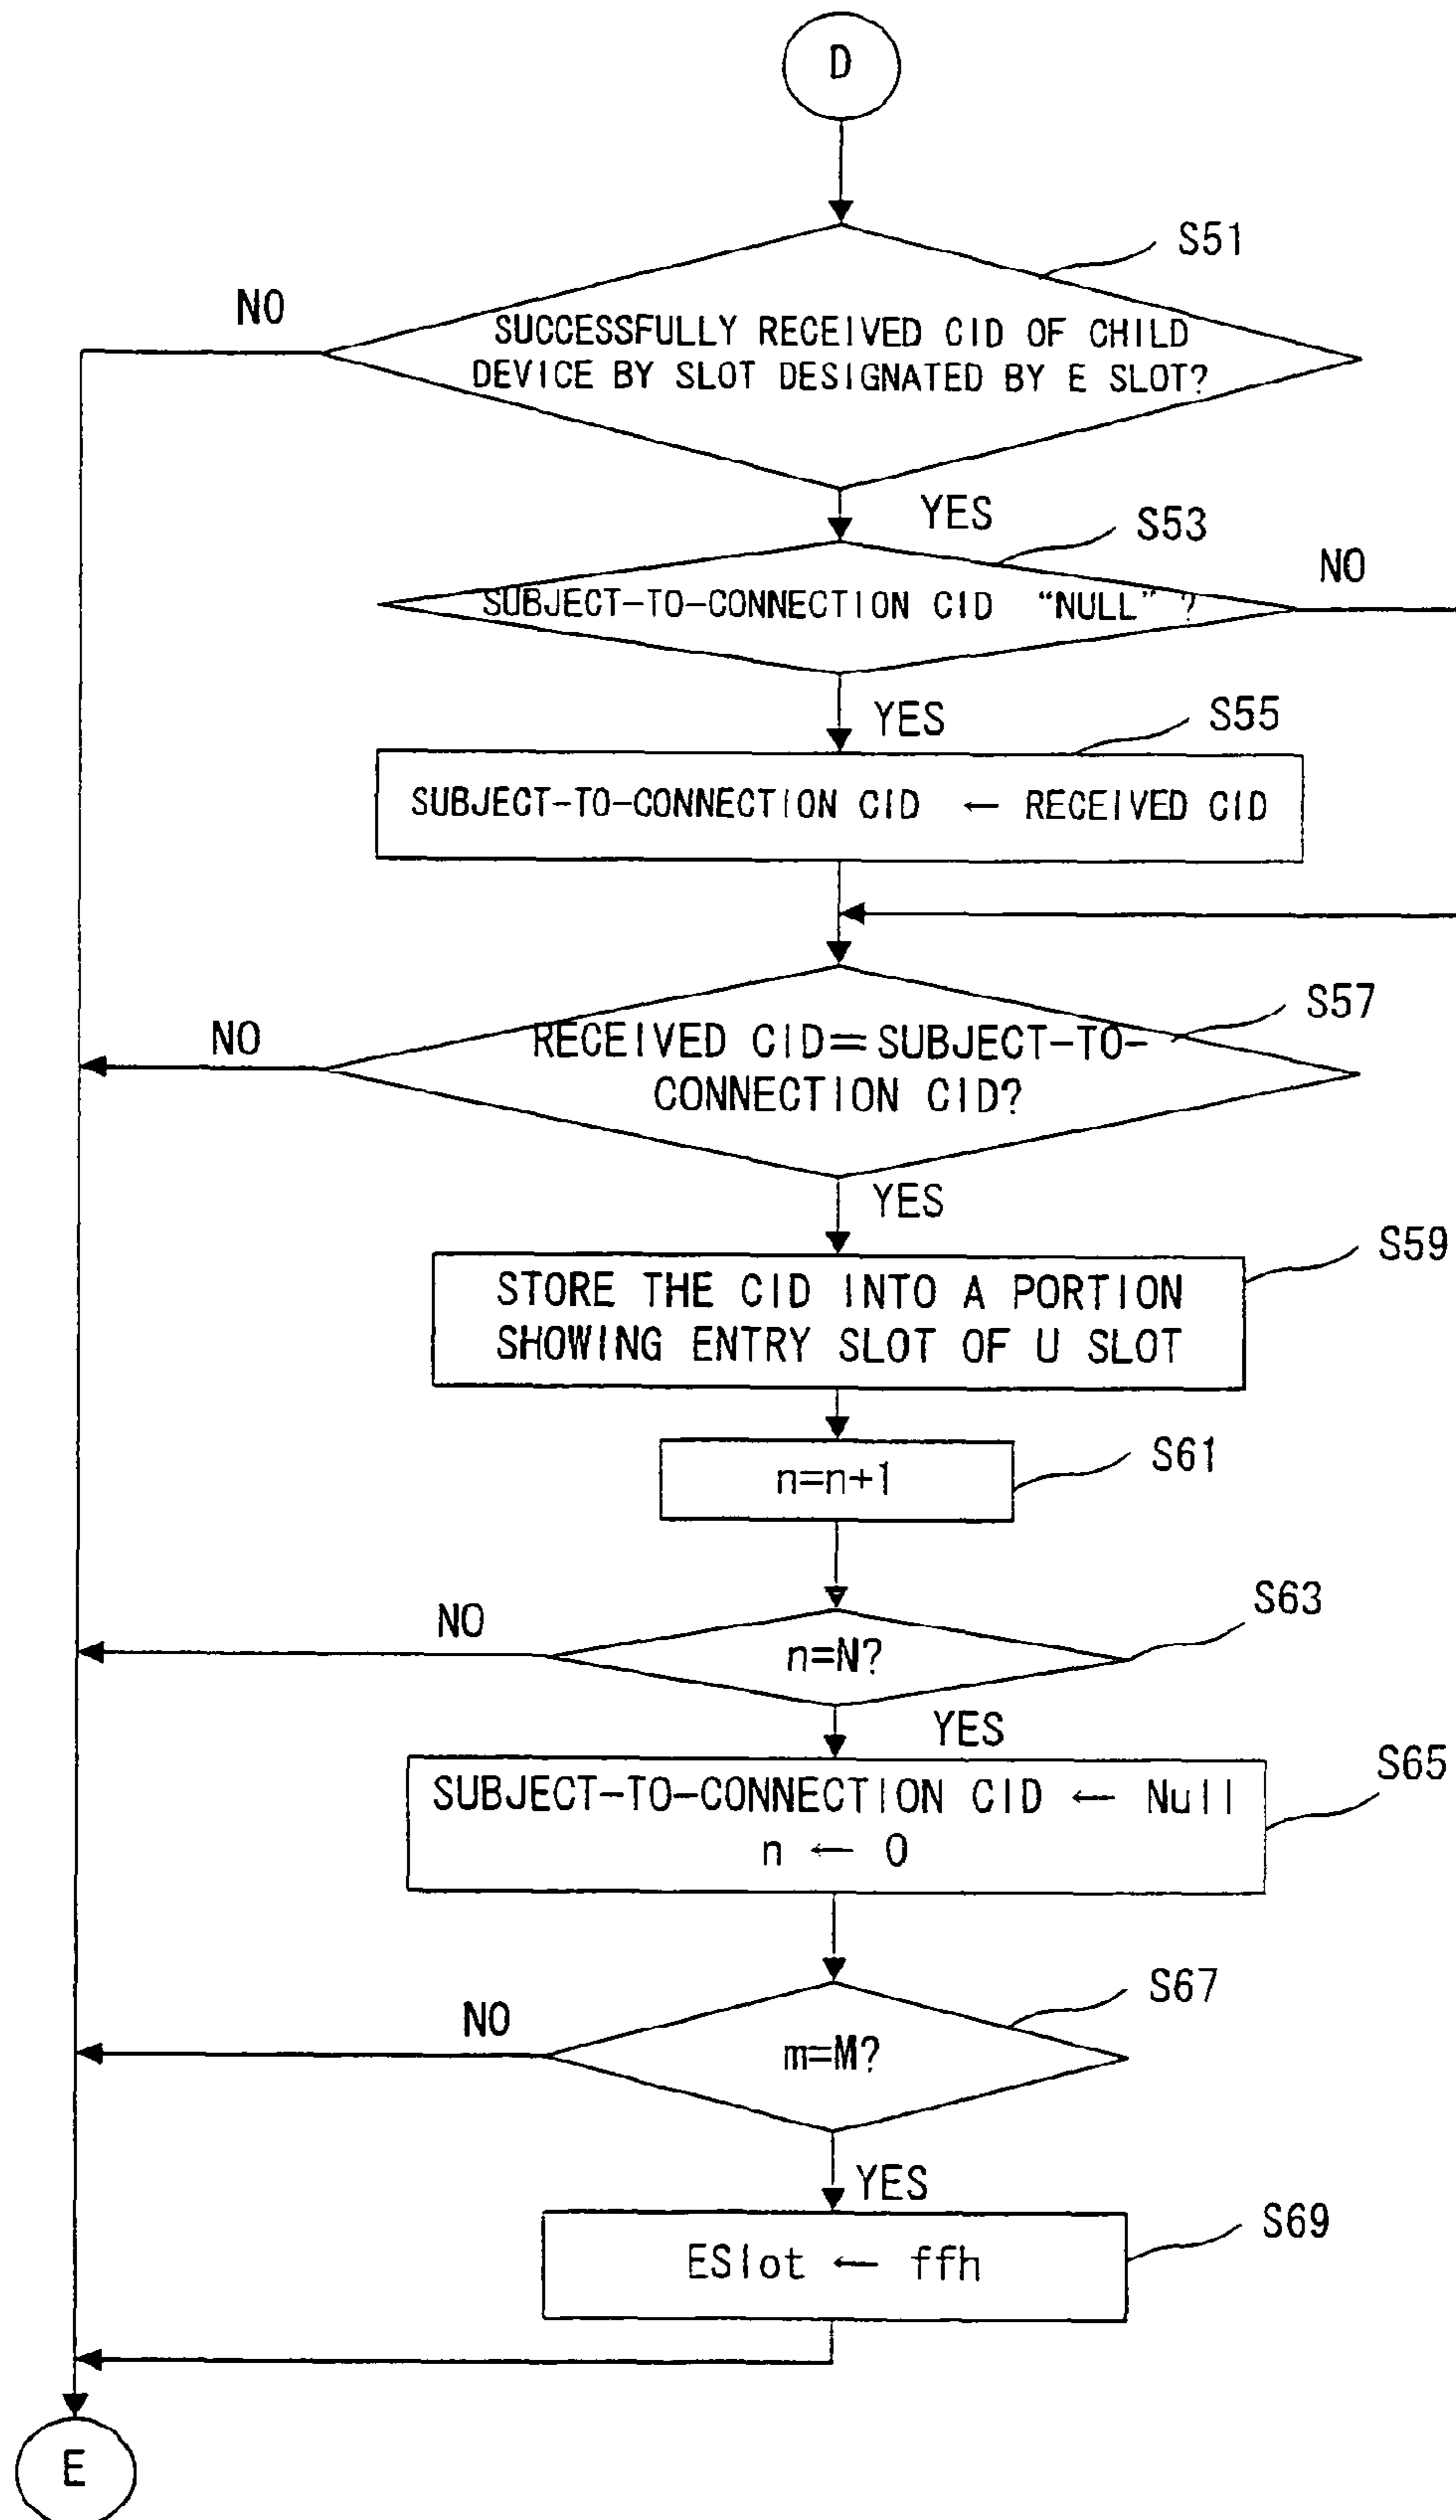 D
S51
NO
SUCCESSFULLY RECEIVED CID OF CHILD
DEVICE BY SLOT DESIGNATED BY E SLOT?
YES
S53
NO
SUBJECT-TO-CONNECTION CID "NULL" ?
YES
S55
SUBJECT-TO-CONNECTION CID ← RECEIVED CID
S57
NO
RECEIVED CID=SUBJECT-TO-
CONNECTION CID?
YES
S59
STORE THE CID INTO A PORTION
SHOWING ENTRY SLOT OF U SLOT
S61
n=n+1
S63
NO
n=N?
YES
S65
SUBJECT-TO-CONNECTION CID ← Null
n ← 0
S67
NO
m=M?
YES
S69
ESlot ← ffh
E